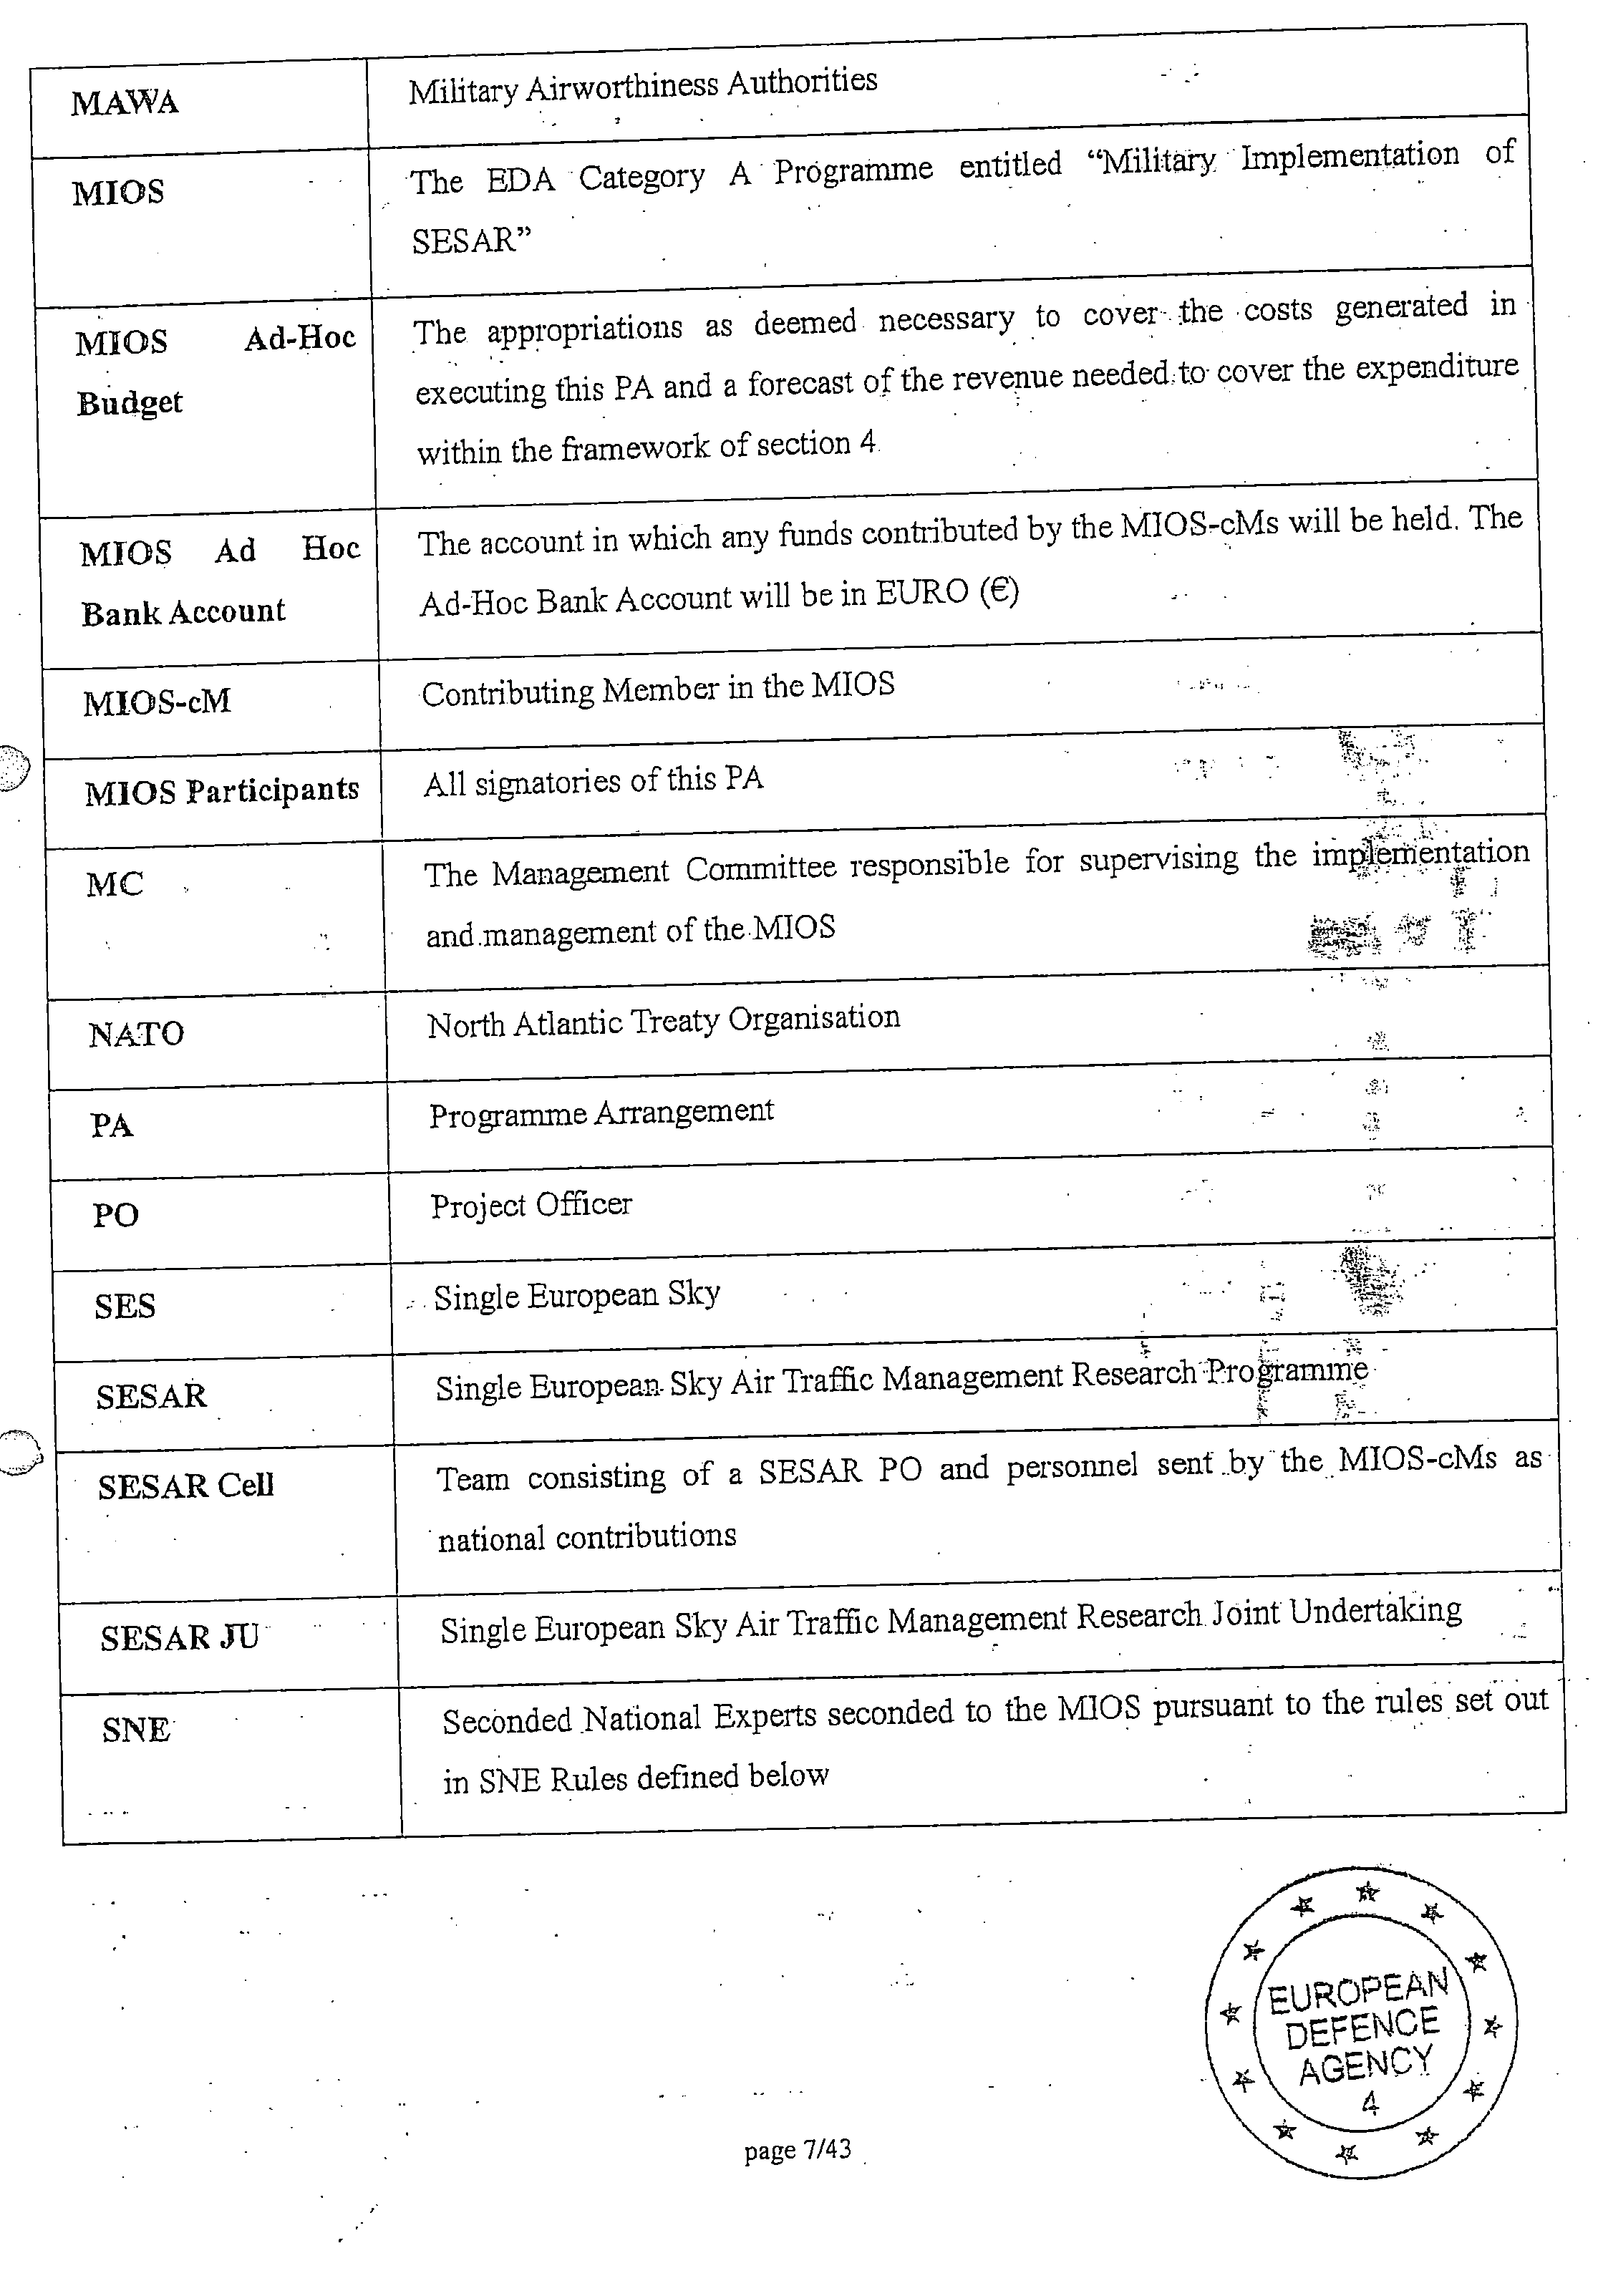 MAWA Military Airworthiness Authorities
MIOS The EDA Category A Programme entitled “Military Implementation of
SESAR”
MIOS Ad-Hoc The appropriations as deemed necessary to cover the costs generated in
Budget executing this PA and a forecast of the revenue needed to cover the expenditure
within the framework of section 4
MIOS Ad Hoc The account in which any funds contributed by the MIOS-cMs will be held. The
Bank Account Ad-Hoc Bank Account will be in EURO (€)
MIOS-cM Contributing Member in the MIOS
MIOS Participants All signatories of this PA
MC The Management Committee responsible for supervising the implementation
and management of the MIOS
NATO North Atlantic Treaty Organisation
PA Programme Arrangement
PO Project Officer
SES Single European Sky
SESAR Single European Sky Air Traffic Management Research Programme
SESAR Cell Team consisting of a SESAR PO and personnel sent by the MIOS-cMs as
national contributions
SESAR JU Single European Sky Air Traffic Management Research Joint Undertaking
SNE Seconded National Experts seconded to the MIOS pursuant to the rules set out
in SNE Rules defined below
EUROPEAN
DEFENCE
AGENCY
4
page 7/43